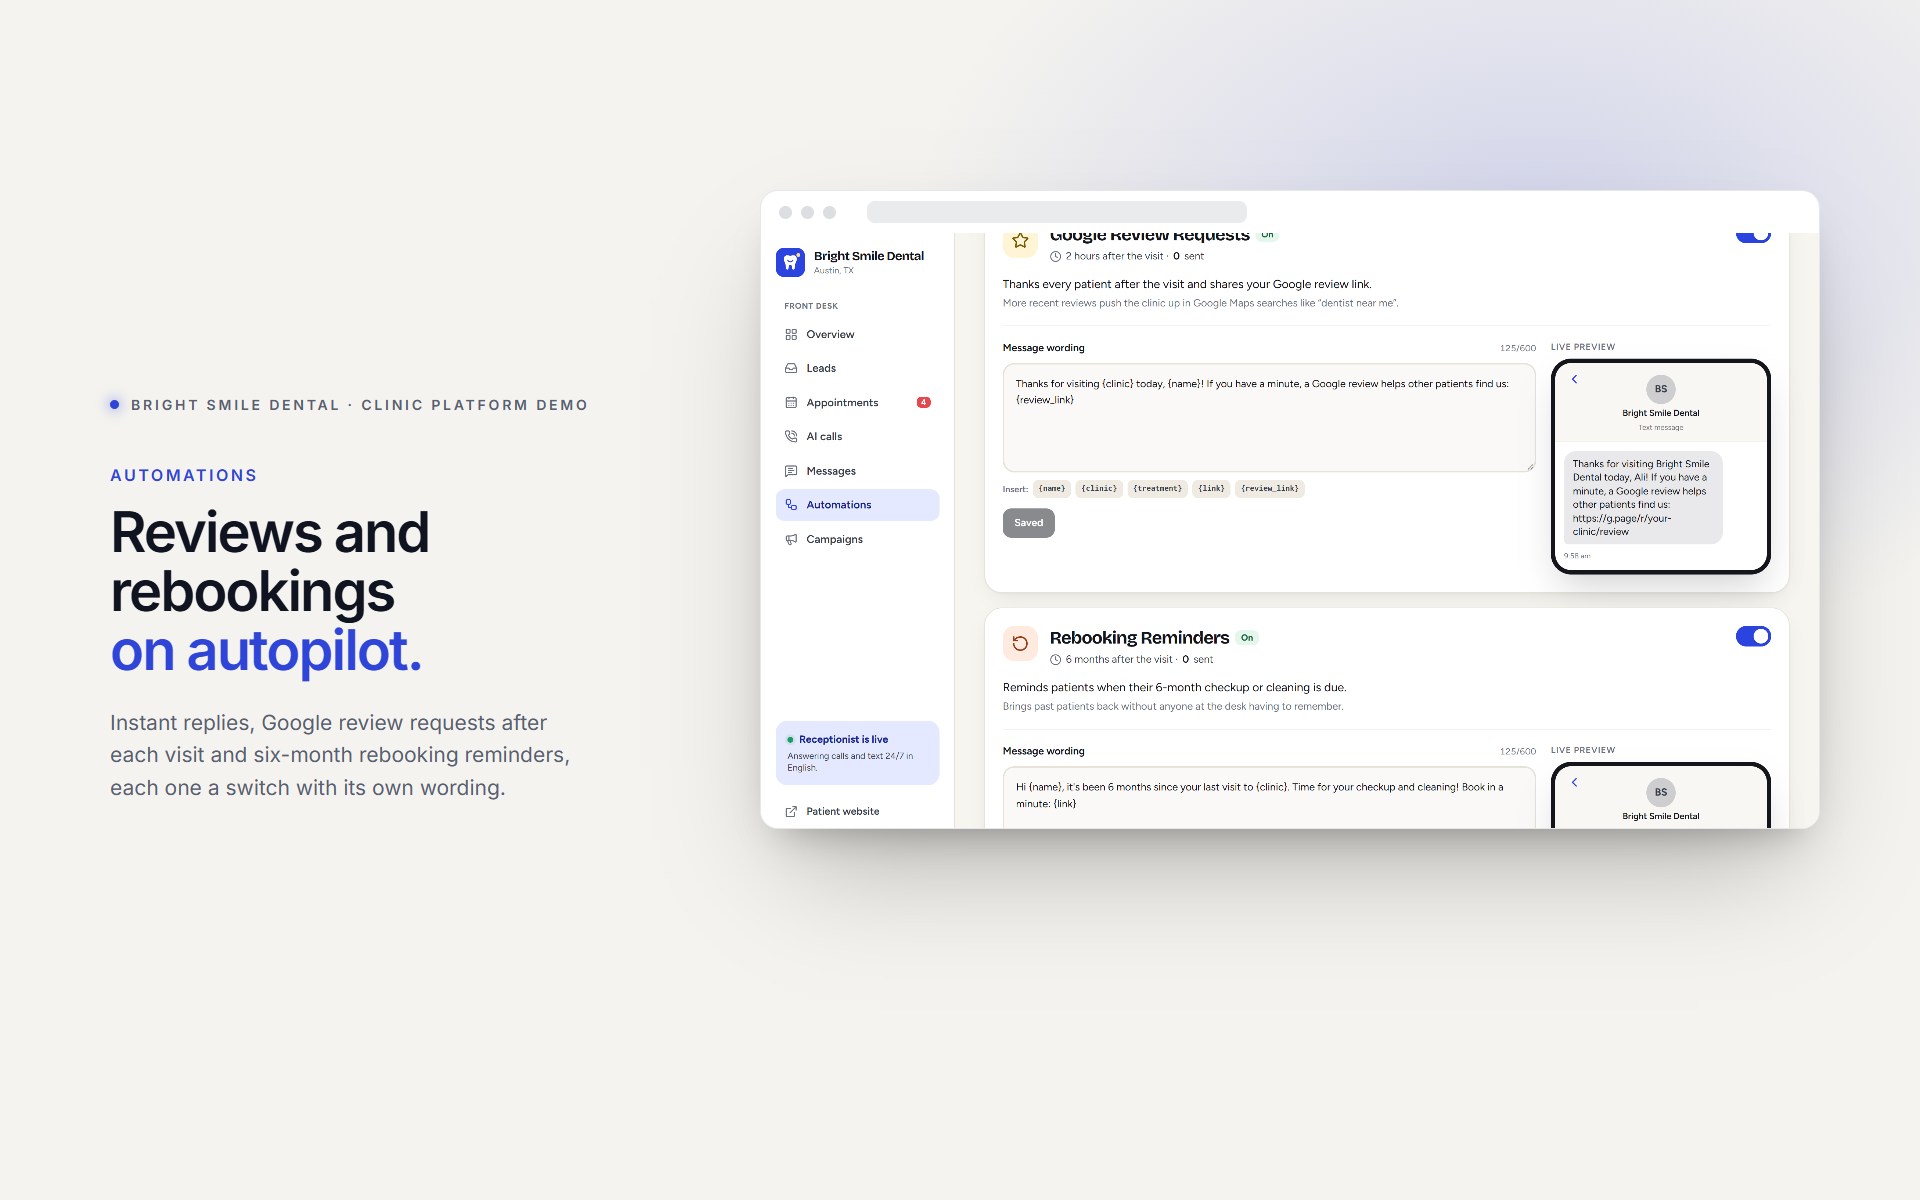 BRIGHT SMILE DENTAL · CLINIC PLATFORM DEMO
AUTOMATIONS
Reviews and
rebookings
on autopilot.
Instant replies, Google review requests after
each visit and six-month rebooking reminders,
each one a switch with its own wording.
Bright Smile Dental
Austin, TX
FRONT DESK
Overview
Leads
Appointments 4
AI calls
Messages
Automations
Campaigns
Receptionist is live
Answering calls and text 24/7 in
English.
Patient website
Google Review Requests On
2 hours after the visit · 0 sent
Thanks every patient after the visit and shares your Google review link.
More recent reviews push the clinic up in Google Maps searches like “dentist near me”.
Message wording 125/600
Thanks for visiting {clinic} today, {name}! If you have a minute, a Google review helps other patients find us:
{review_link}
Insert: {name} {clinic} {treatment} {link} {review_link}
Saved
LIVE PREVIEW
BS
Bright Smile Dental
Text message
Thanks for visiting Bright Smile
Dental today, Ali! If you have a
minute, a Google review helps
other patients find us:
https://g.page/r/your-
clinic/review
9:58 am
Rebooking Reminders On
6 months after the visit · 0 sent
Reminds patients when their 6-month checkup or cleaning is due.
Brings past patients back without anyone at the desk having to remember.
Message wording 125/600
Hi {name}, it's been 6 months since your last visit to {clinic}. Time for your checkup and cleaning! Book in a
minute: {link}
LIVE PREVIEW
BS
Bright Smile Dental